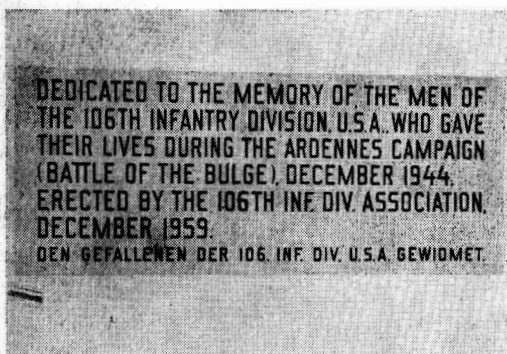 DEDICATED TO THE MEMORY OF THE MEN OF
THE 106TH INFANTRY DIVISION, U.S.A., WHO GAVE
THEIR LIVES DURING THE ARDENNES CAMPAIGN
(BATTLE OF THE BULGE), DECEMBER 1944.
ERECTED BY THE 106TH INF. DIV. ASSOCIATION,
DECEMBER 1959.
DEN GEFALLENEN DER 106. INF. DIV. U.S.A. GEWIDMET.